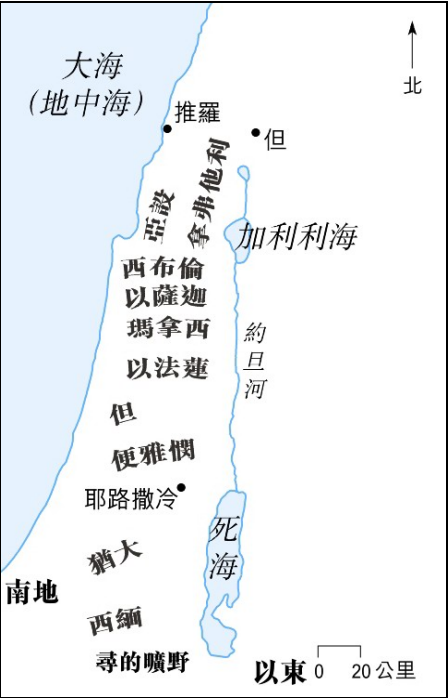 大海
（地中海）
北
推羅
但
拿弗他利
亞設
加利利海
西布倫
以薩迦
瑪拿西
約旦河
以法蓮
但
便雅憫
耶路撒冷
死海
猶大
南地
西緬
尋的曠野
以東
0 20公里